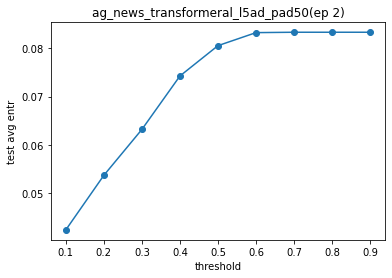 ag_news_transformeral_l5ad_pad50(ep 2)
test avg entr
0.08
0.07
0.06
0.05
0.1 0.2 0.3 0.4 0.5 0.6 0.7 0.8 0.9
threshold